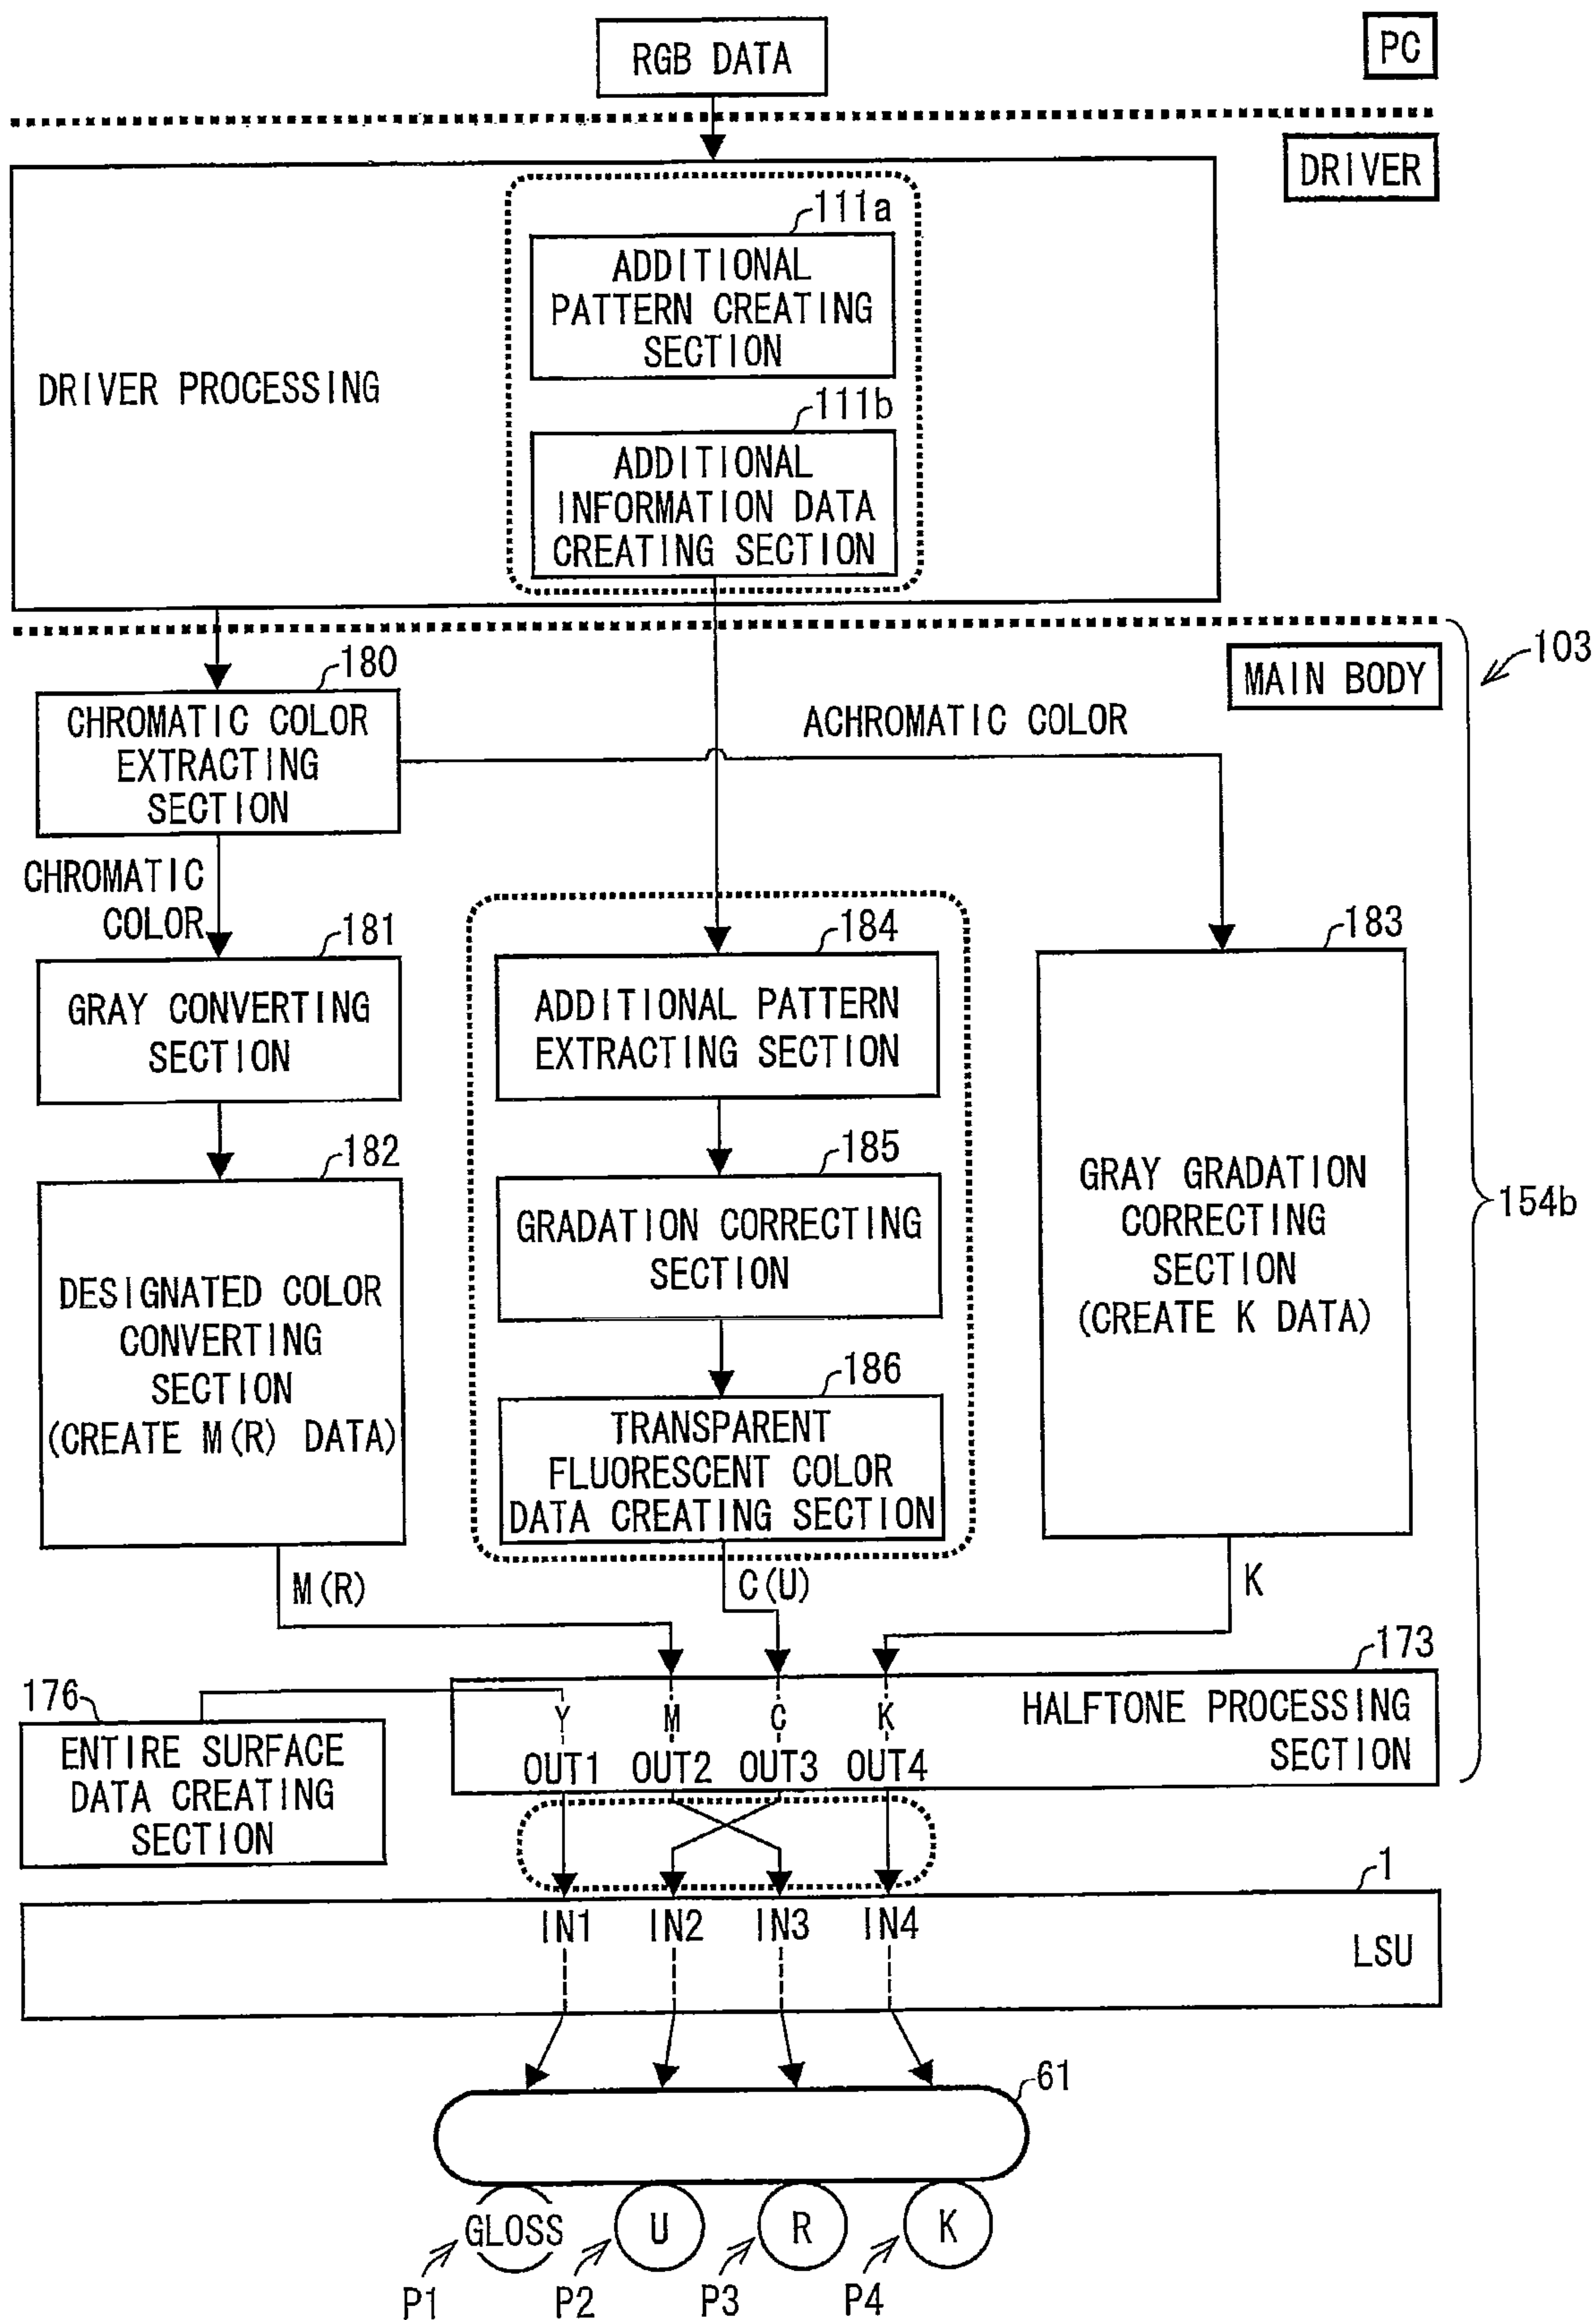 RGB DATA
PC
DRIVER
111a
ADDITIONAL
PATTERN CREATING
SECTION
DRIVER PROCESSING
111b
ADDITIONAL
INFORMATION DATA
CREATING SECTION
103
MAIN BODY
180
CHROMATIC COLOR
EXTRACTING
SECTION
ACHROMATIC COLOR
CHROMATIC
COLOR
181
GRAY CONVERTING
SECTION
184
ADDITIONAL PATTERN
EXTRACTING SECTION
183
GRAY GRADATION
CORRECTING
SECTION
(CREATE K DATA)
154b
182
DESIGNATED COLOR
CONVERTING
SECTION
(CREATE M(R) DATA)
185
GRADATION CORRECTING
SECTION
186
TRANSPARENT
FLUORESCENT COLOR
DATA CREATING SECTION
M(R)
C(U)
K
173
176
ENTIRE SURFACE
DATA CREATING
SECTION
Y M C K
OUT1 OUT2 OUT3 OUT4
HALFTONE PROCESSING
SECTION
1
IN1 IN2 IN3 IN4
LSU
61
GLOSS U R K
P1 P2 P3 P4